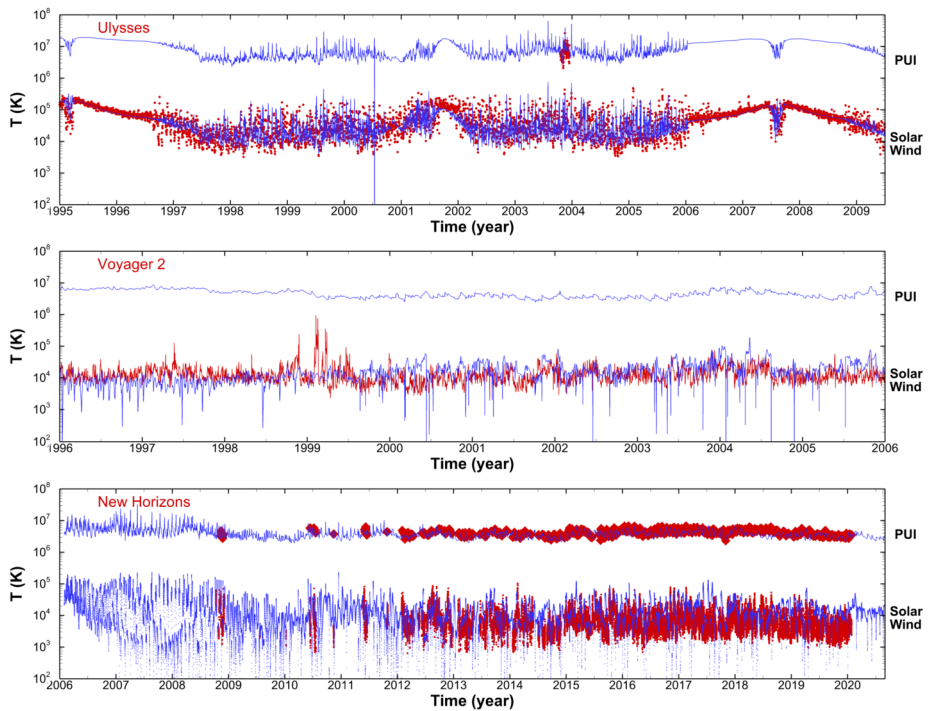 Ulysses
10^8
10^7
10^6
10^5
10^4
10^3
10^2
T (K)
PUI
Solar
Wind
1995 1996 1997 1998 1999 2000 2001 2002 2003 2004 2005 2006 2007 2008 2009
Time (year)
Voyager 2
10^8
10^7
10^6
10^5
10^4
10^3
10^2
T (K)
PUI
Solar
Wind
1996 1997 1998 1999 2000 2001 2002 2003 2004 2005 2006
Time (year)
New Horizons
10^8
10^7
10^6
10^5
10^4
10^3
10^2
T (K)
PUI
Solar
Wind
2006 2007 2008 2009 2010 2011 2012 2013 2014 2015 2016 2017 2018 2019 2020
Time (year)